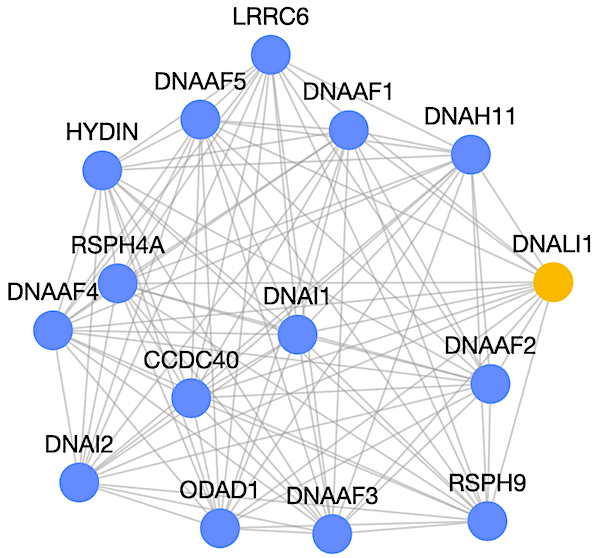 LRRC6
DNAAF5
DNAAF1
DNAH11
HYDIN
RSPH4A
DNALI1
DNAAF4
DNAI1
CCDC40
DNAAF2
DNAI2
ODAD1
DNAAF3
RSPH9